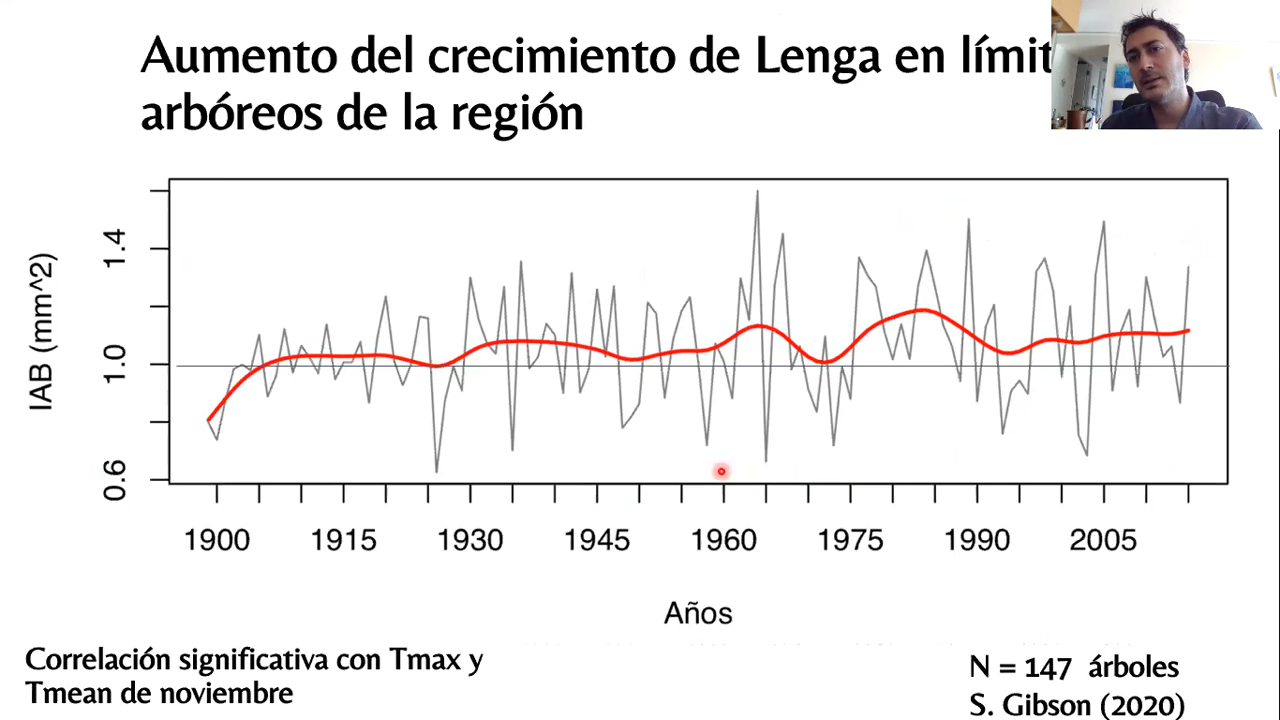 Aumento del crecimiento de Lenga en límit
arbóreos de la región
IAB (mm^2)
1.4
1.0
0.6
1900 1915 1930 1945 1960 1975 1990 2005
Años
Correlación significativa con Tmax y
Tmean de noviembre
N = 147 árboles
S. Gibson (2020)